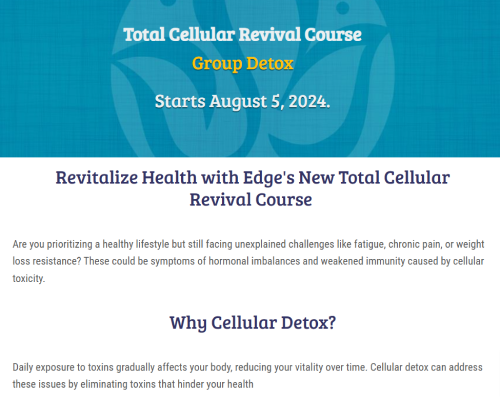 Total Cellular Revival Course
Group Detox
Starts August 5, 2024.
Revitalize Health with Edge's New Total Cellular
Revival Course
Are you prioritizing a healthy lifestyle but still facing unexplained challenges like fatigue, chronic pain, or weight
loss resistance? These could be symptoms of hormonal imbalances and weakened immunity caused by cellular
toxicity.
Why Cellular Detox?
Daily exposure to toxins gradually affects your body, reducing your vitality over time. Cellular detox can address
these issues by eliminating toxins that hinder your health